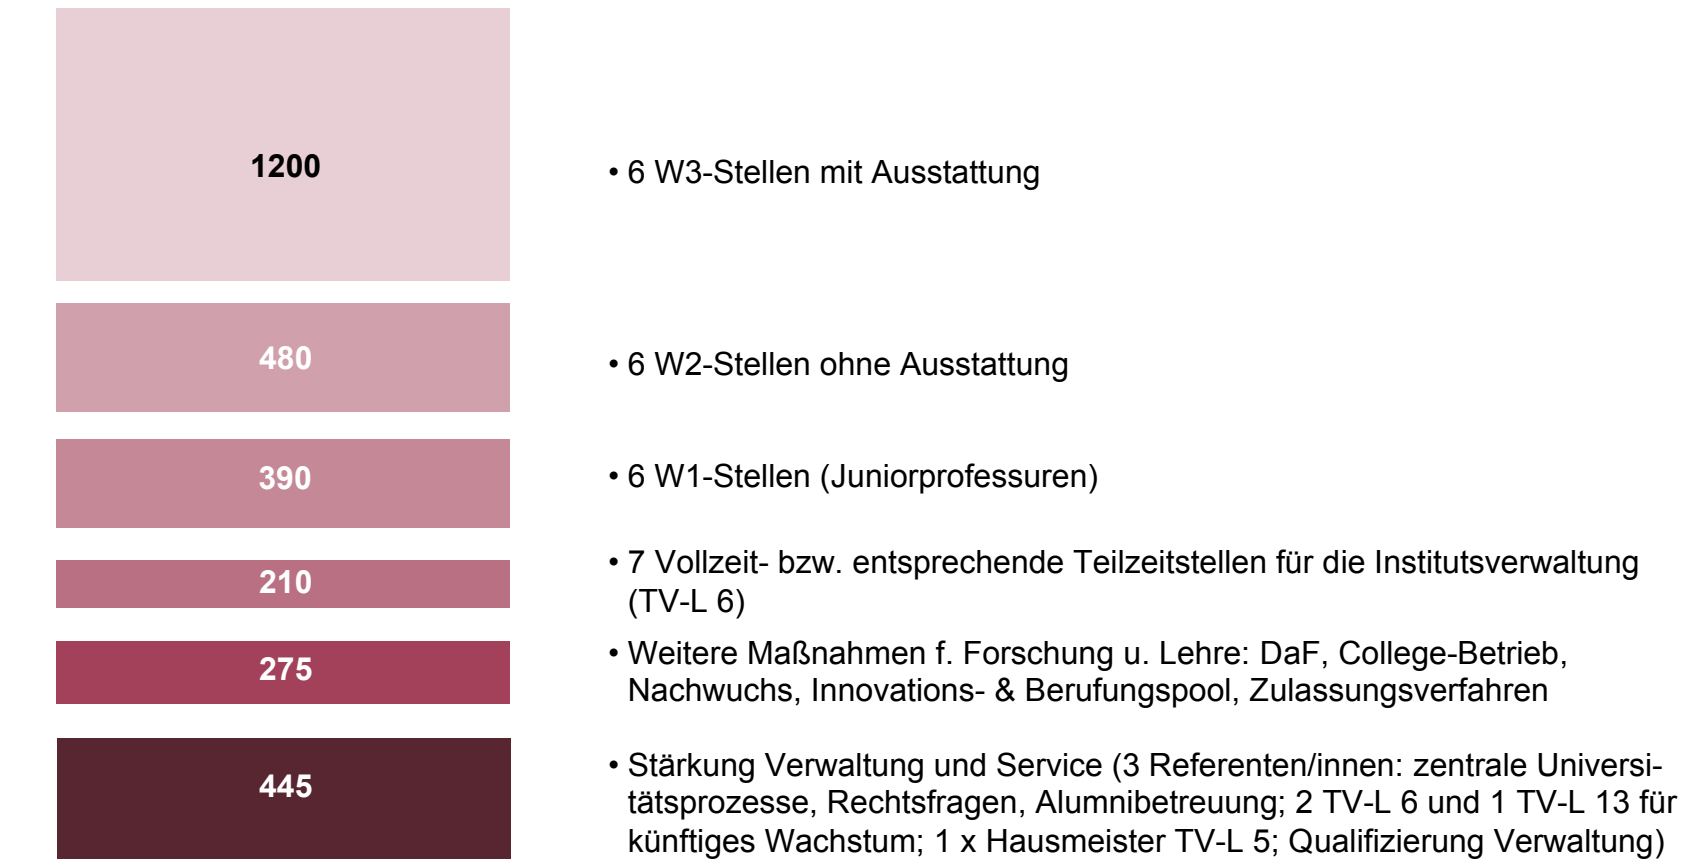 1200
• 6 W3-Stellen mit Ausstattung
480
• 6 W2-Stellen ohne Ausstattung
390
• 6 W1-Stellen (Juniorprofessuren)
210
• 7 Vollzeit- bzw. entsprechende Teilzeitstellen für die Institutsverwaltung
(TV-L 6)
275
• Weitere Maßnahmen f. Forschung u. Lehre: DaF, College-Betrieb,
Nachwuchs, Innovations- & Berufungspool, Zulassungsverfahren
445
• Stärkung Verwaltung und Service (3 Referenten/innen: zentrale Universi-
tätsprozesse, Rechtsfragen, Alumnibetreuung; 2 TV-L 6 und 1 TV-L 13 für
künftiges Wachstum; 1 x Hausmeister TV-L 5; Qualifizierung Verwaltung)